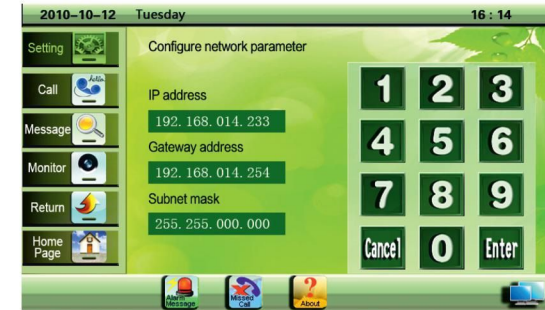 2010-10-12 Tuesday 16 : 14
Setting
Call
Hello
Message
Monitor
Return
Home
Page
Configure network parameter
IP address
192. 168. 014. 233
Gateway address
192. 168. 014. 254
Subnet mask
255. 255. 000. 000
1 2 3
4 5 6
7 8 9
Cancel 0 Enter
Alarm
Message
Missed
Call
?
About